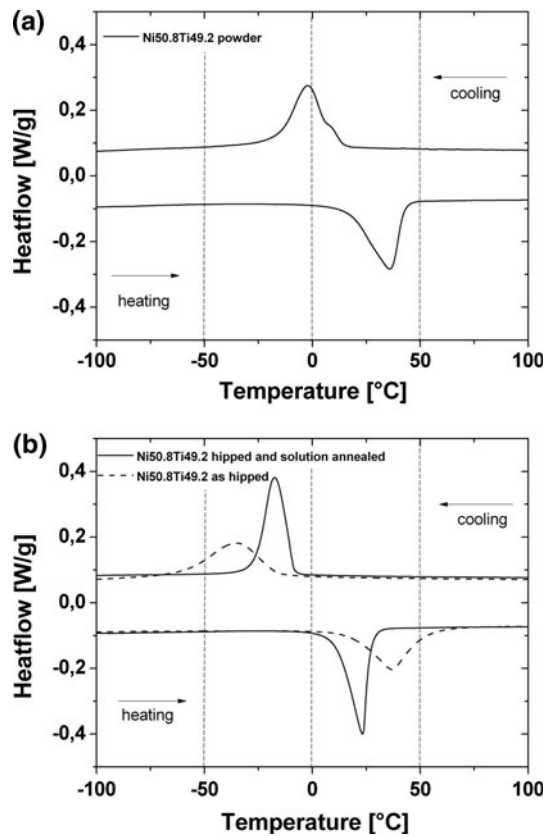 (a)
Ni50.8Ti49.2 powder
0,4
0,2
0,0
-0,2
-0,4
Heatflow [W/g]
cooling
heating
-100
-50
0
50
100
Temperature [°C]
(b)
Ni50.8Ti49.2 hipped and solution annealed
Ni50.8Ti49.2 as hipped
0,4
0,2
0,0
-0,2
-0,4
Heatflow [W/g]
cooling
heating
-100
-50
0
50
100
Temperature [°C]